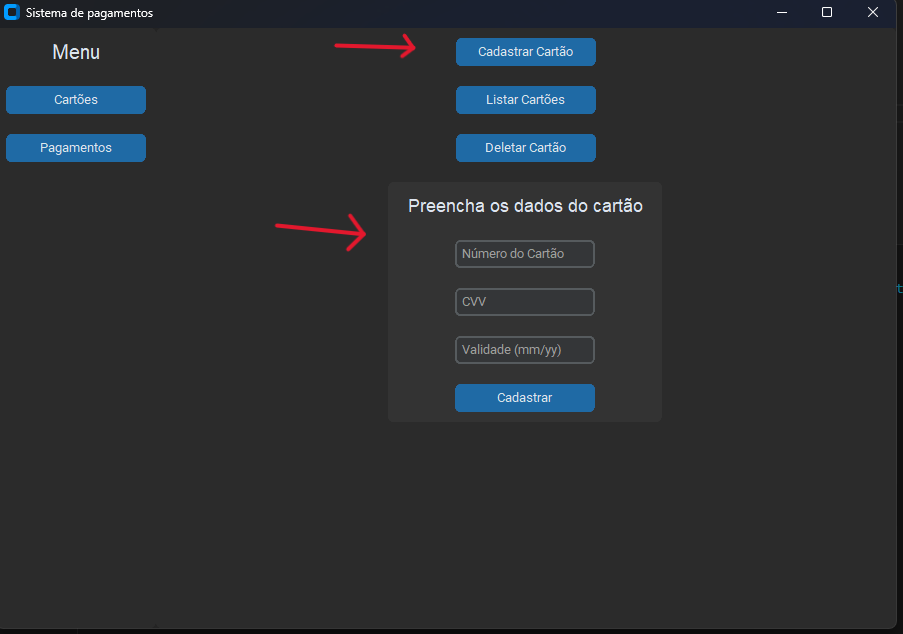 Sistema de pagamentos
Menu
Cartões
Pagamentos
Cadastrar Cartão
Listar Cartões
Deletar Cartão
Preencha os dados do cartão
Número do Cartão
CVV
Validade (mm/yy)
Cadastrar